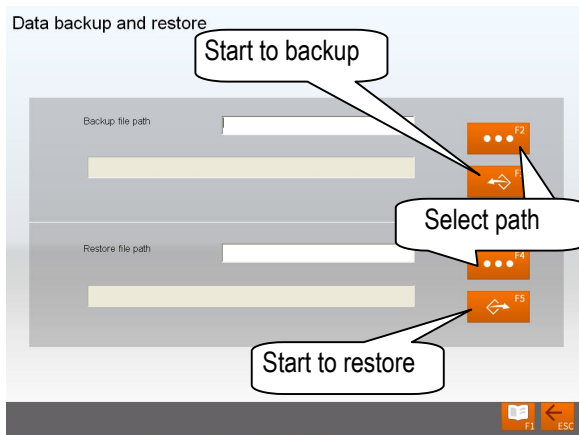 Data backup and restore
Start to backup
Backup file path
F2
Select path
Restore file path
F4
F5
Start to restore
F1
ESC